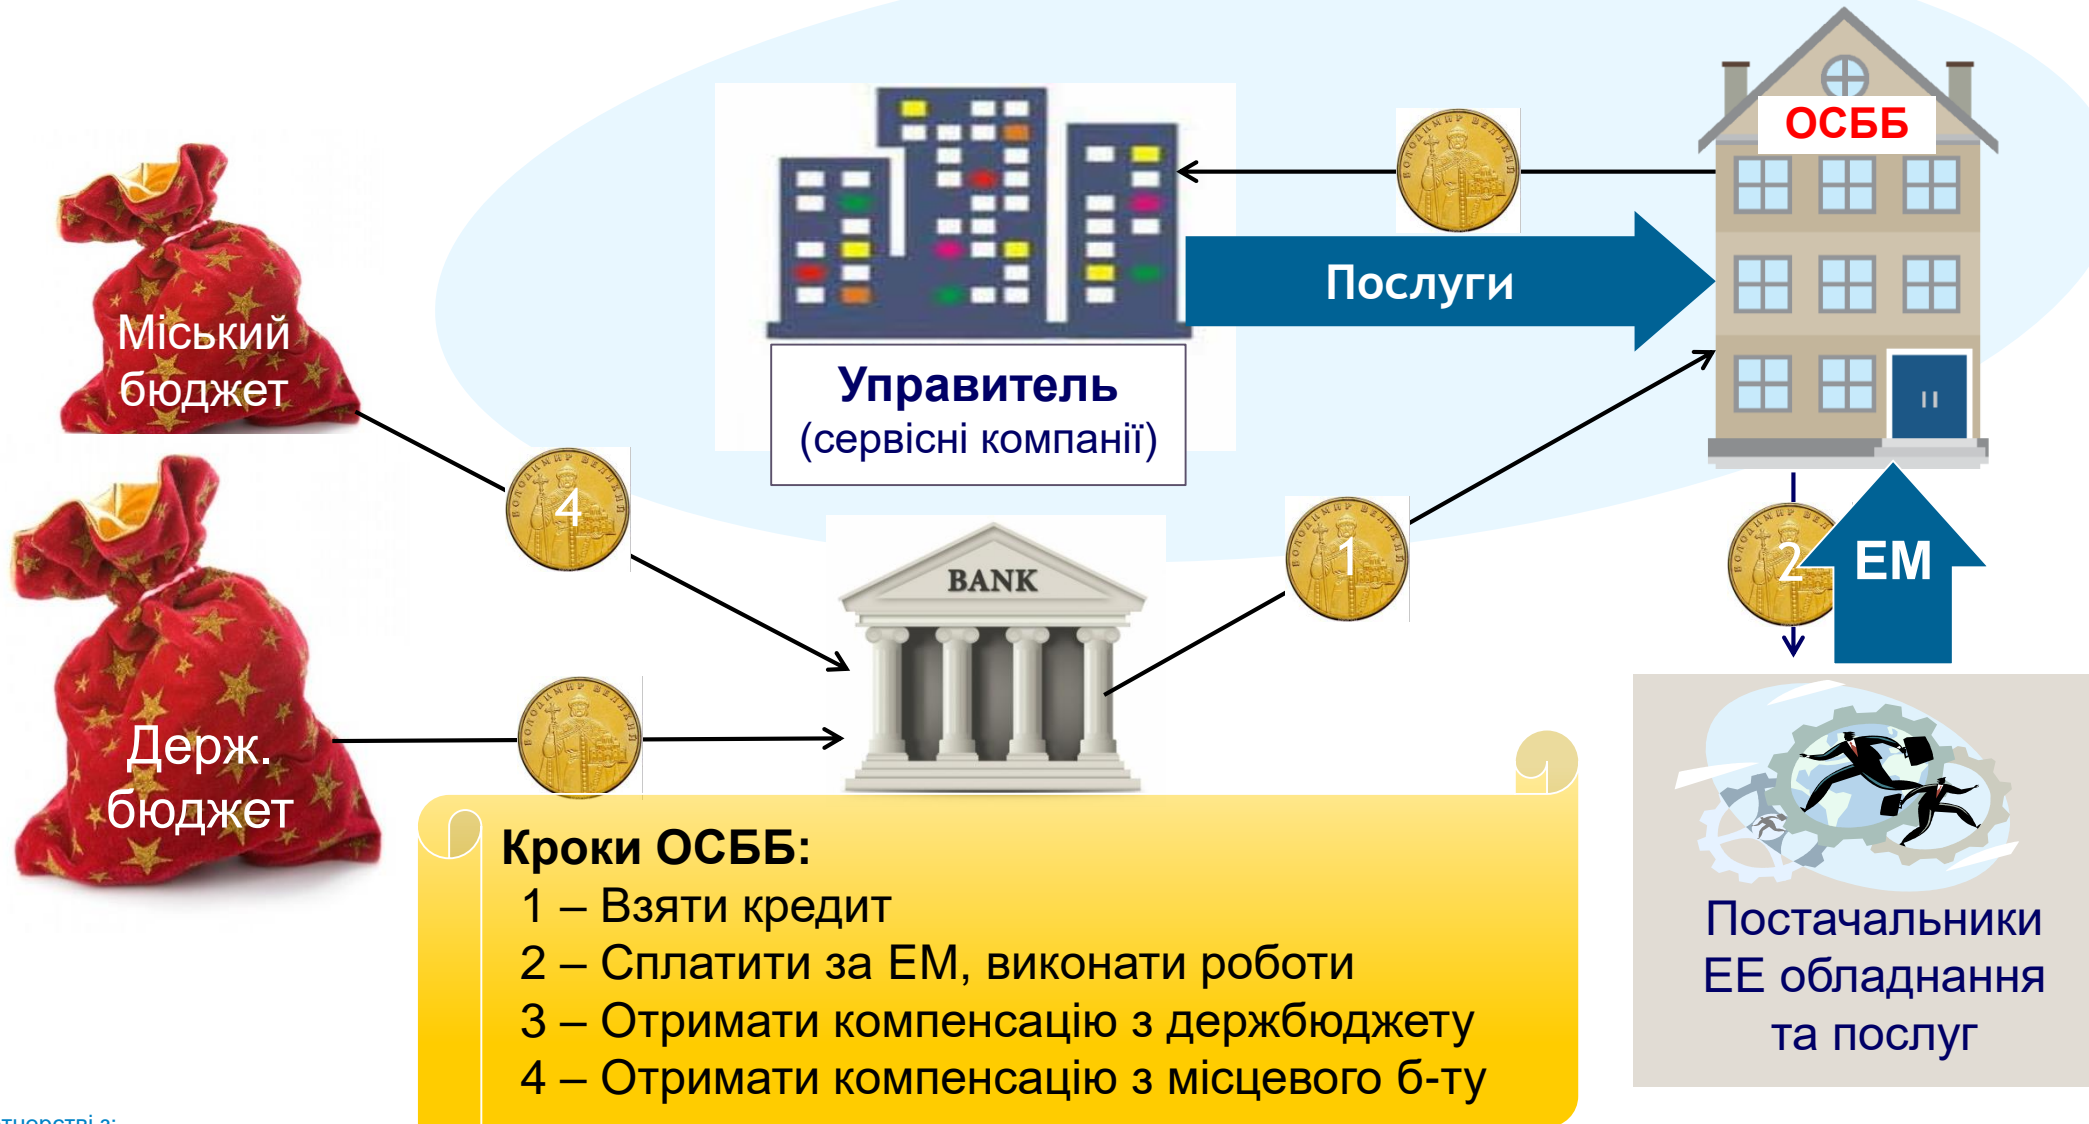 ОСББ
Послуги
Міський
бюджет
Управитель
(сервісні компанії)
4
1
2
ЕМ
BANK
Держ.
бюджет
Кроки ОСББ:
1 – Взяти кредит
2 – Сплатити за ЕМ, виконати роботи
3 – Отримати компенсацію з держбюджету
4 – Отримати компенсацію з місцевого б-ту
Постачальники
ЕЕ обладнання
та послуг